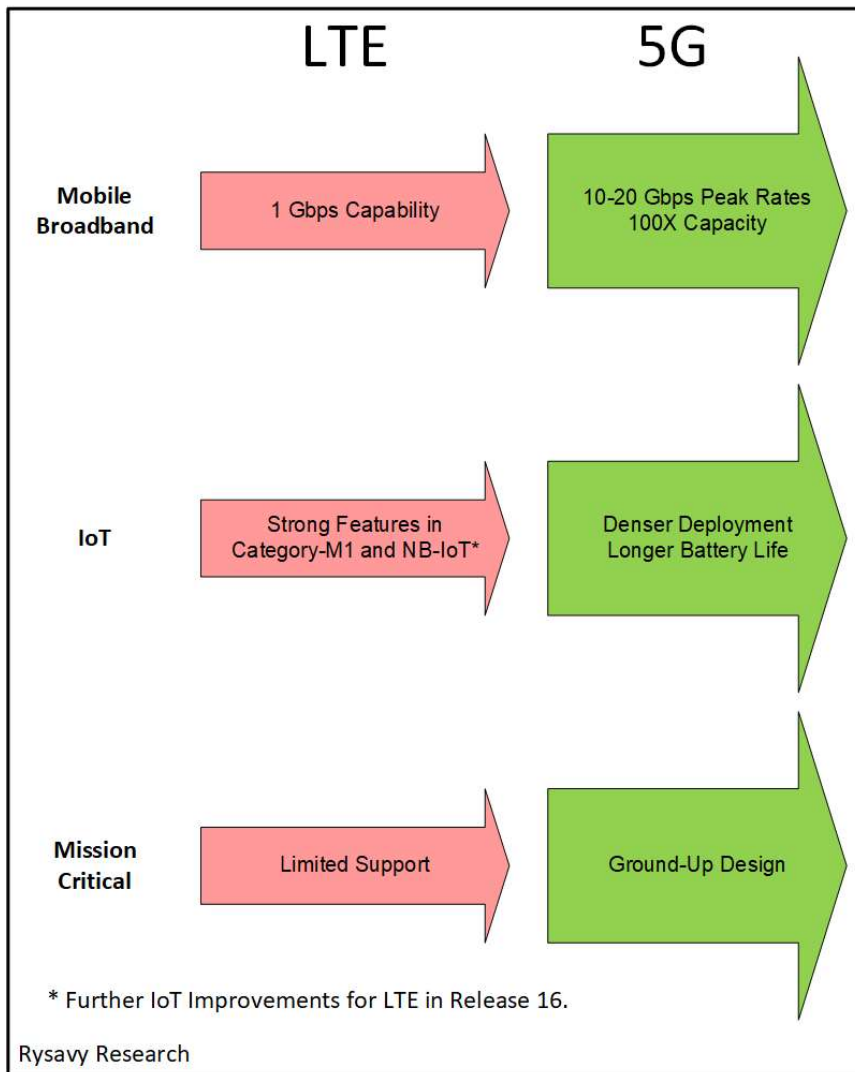 LTE
5G
Mobile
Broadband
1 Gbps Capability
10-20 Gbps Peak Rates
100X Capacity
IoT
Strong Features in
Category-M1 and NB-IoT*
Denser Deployment
Longer Battery Life
Mission
Critical
Limited Support
Ground-Up Design
* Further IoT Improvements for LTE in Release 16.
Rysavy Research